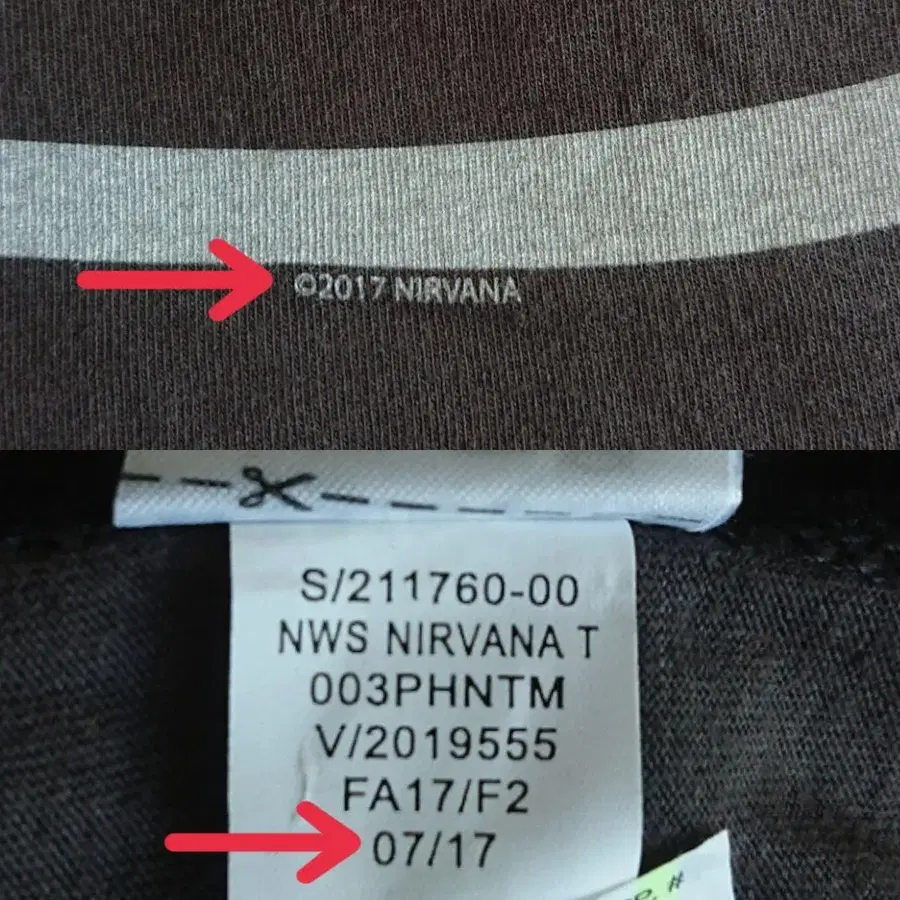 ©2017 NIRVANA
S/211760-00
NWS NIRVANA T
003PHNTM
V/2019555
FA17/F2
07/17